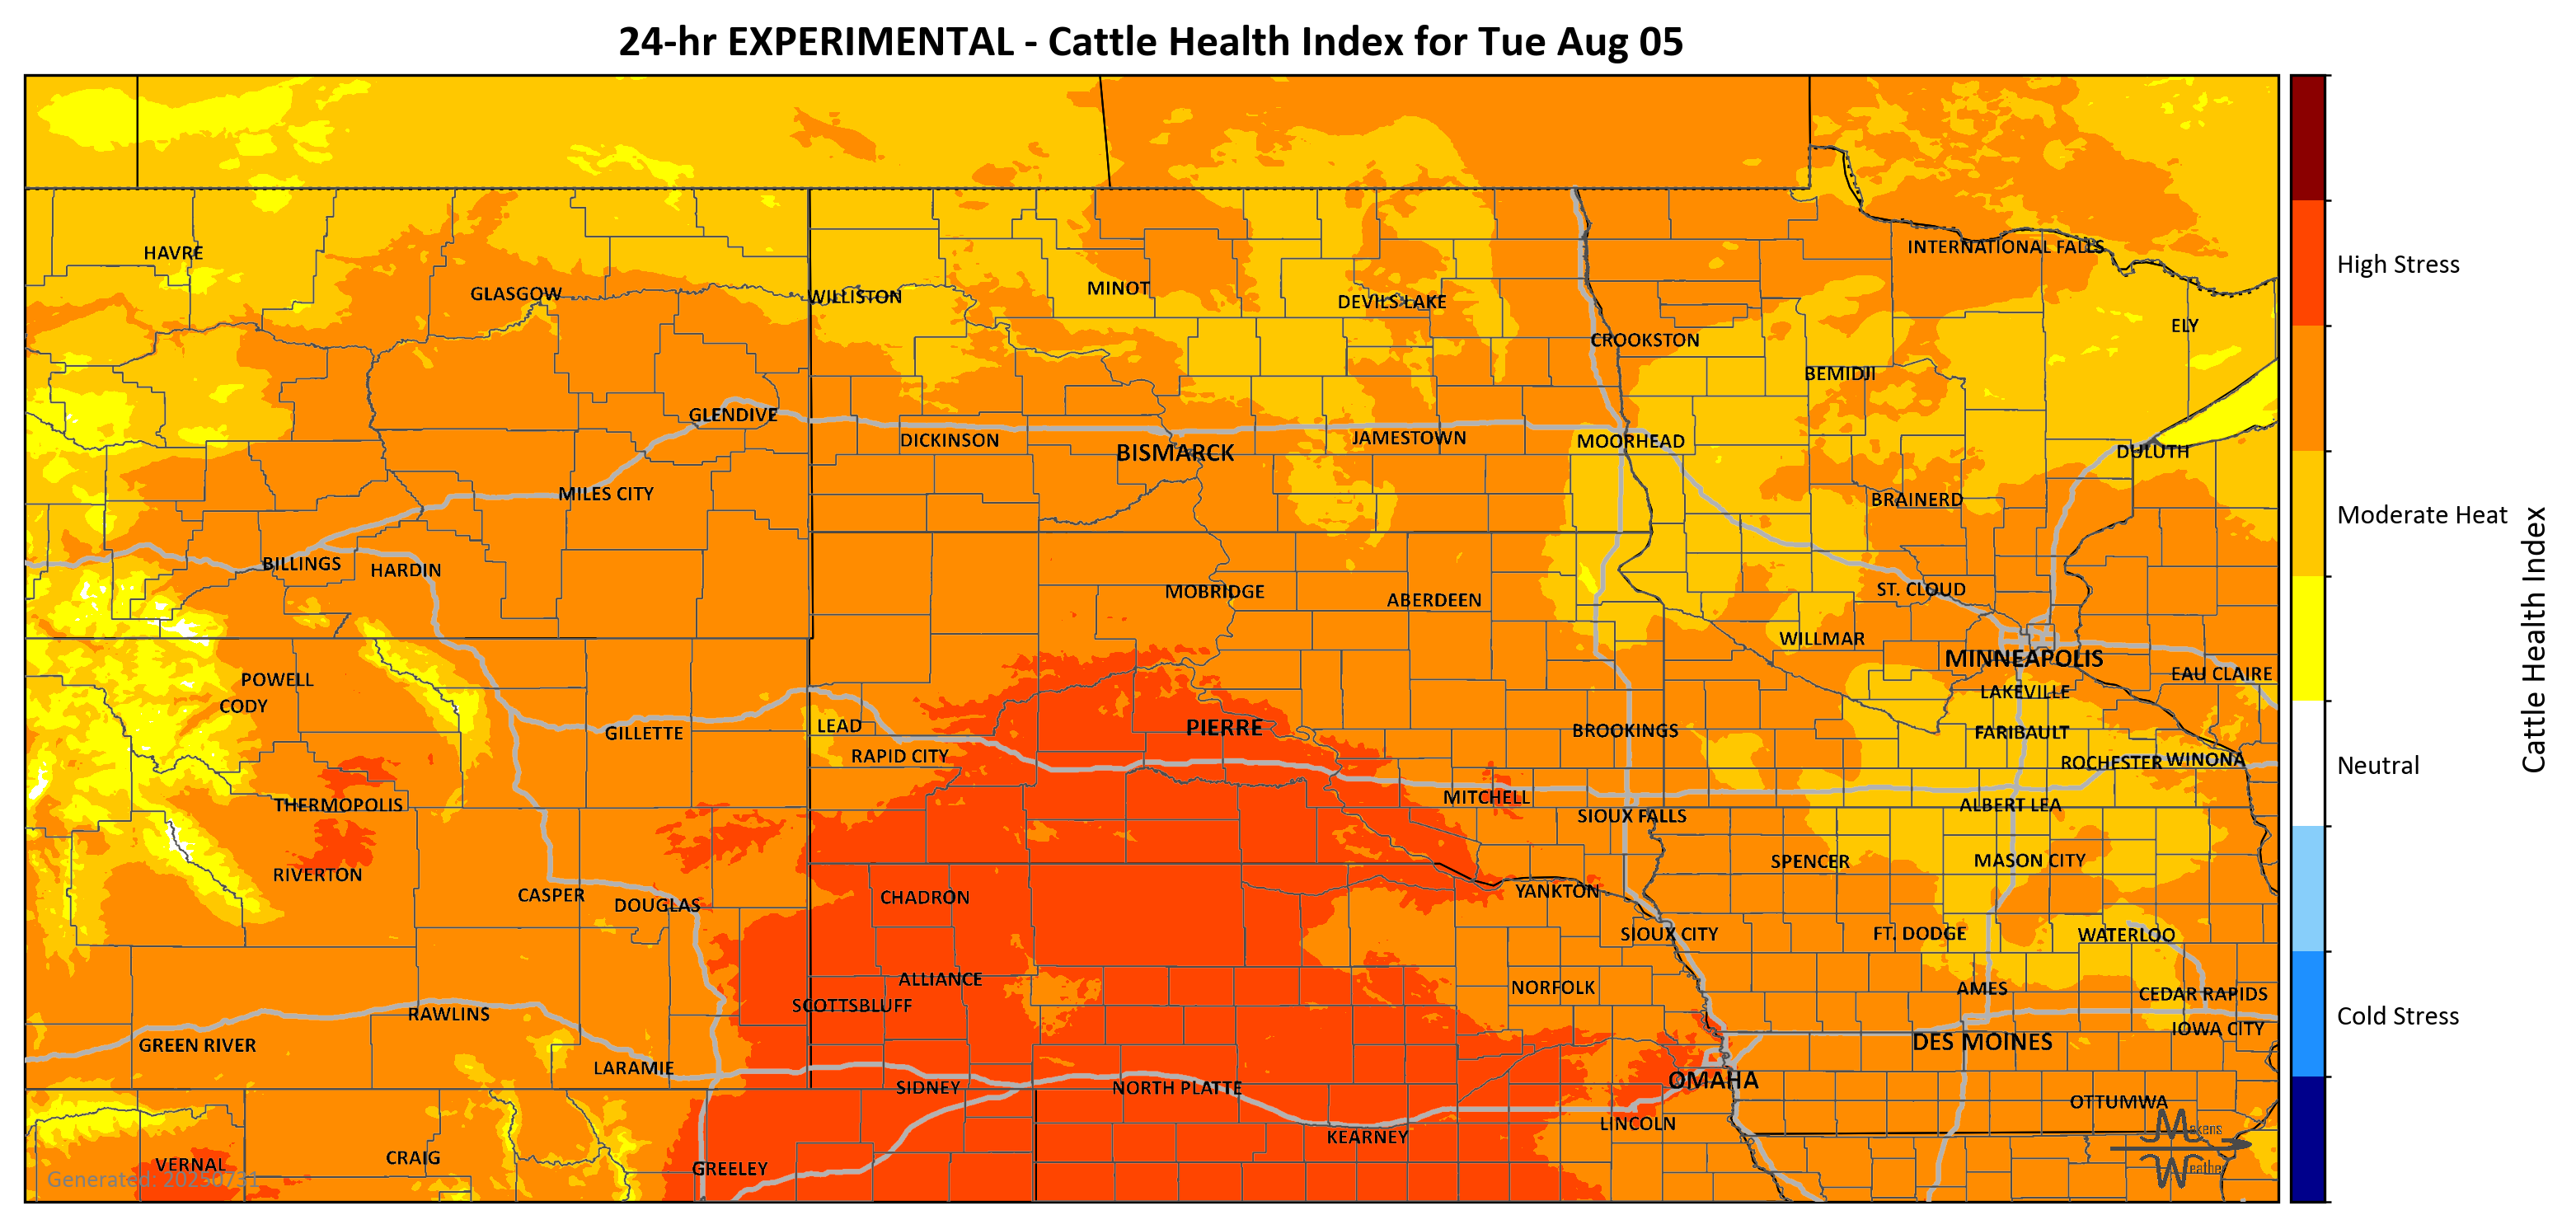 24-hr EXPERIMENTAL - Cattle Health Index for Tue Aug 05
HAVRE
GLASGOW
WILLISTON
MINOT
DEVILS LAKE
CROOKSTON
INTERNATIONAL FALLS
ELY
BEMIDJI
GLENDIVE
DICKINSON
BISMARCK
JAMESTOWN
MOORHEAD
DULUTH
MILES CITY
BRAINERD
BILLINGS
HARDIN
MOBRIDGE
ABERDEEN
ST. CLOUD
WILLMAR
MINNEAPOLIS
EAU CLAIRE
POWELL
CODY
LAKEVILLE
GILLETTE
LEAD
PIERRE
BROOKINGS
FARIBAULT
RAPID CITY
ROCHESTER
WINONA
THERMOPOLIS
MITCHELL
SIOUX FALLS
ALBERT LEA
RIVERTON
SPENCER
MASON CITY
CASPER
DOUGLAS
CHADRON
YANKTON
SIOUX CITY
FT. DODGE
WATERLOO
ALLIANCE
SCOTTSBLUFF
NORFOLK
AMES
CEDAR RAPIDS
RAWLINS
IOWA CITY
GREEN RIVER
DES MOINES
LARAMIE
SIDNEY
NORTH PLATTE
OMAHA
OTTUMWA
LINCOLN
KEARNEY
VERNAL
CRAIG
GREELEY
Generated: 20250731
Makens
Weather
High Stress
Moderate Heat
Neutral
Cold Stress
Cattle Health Index